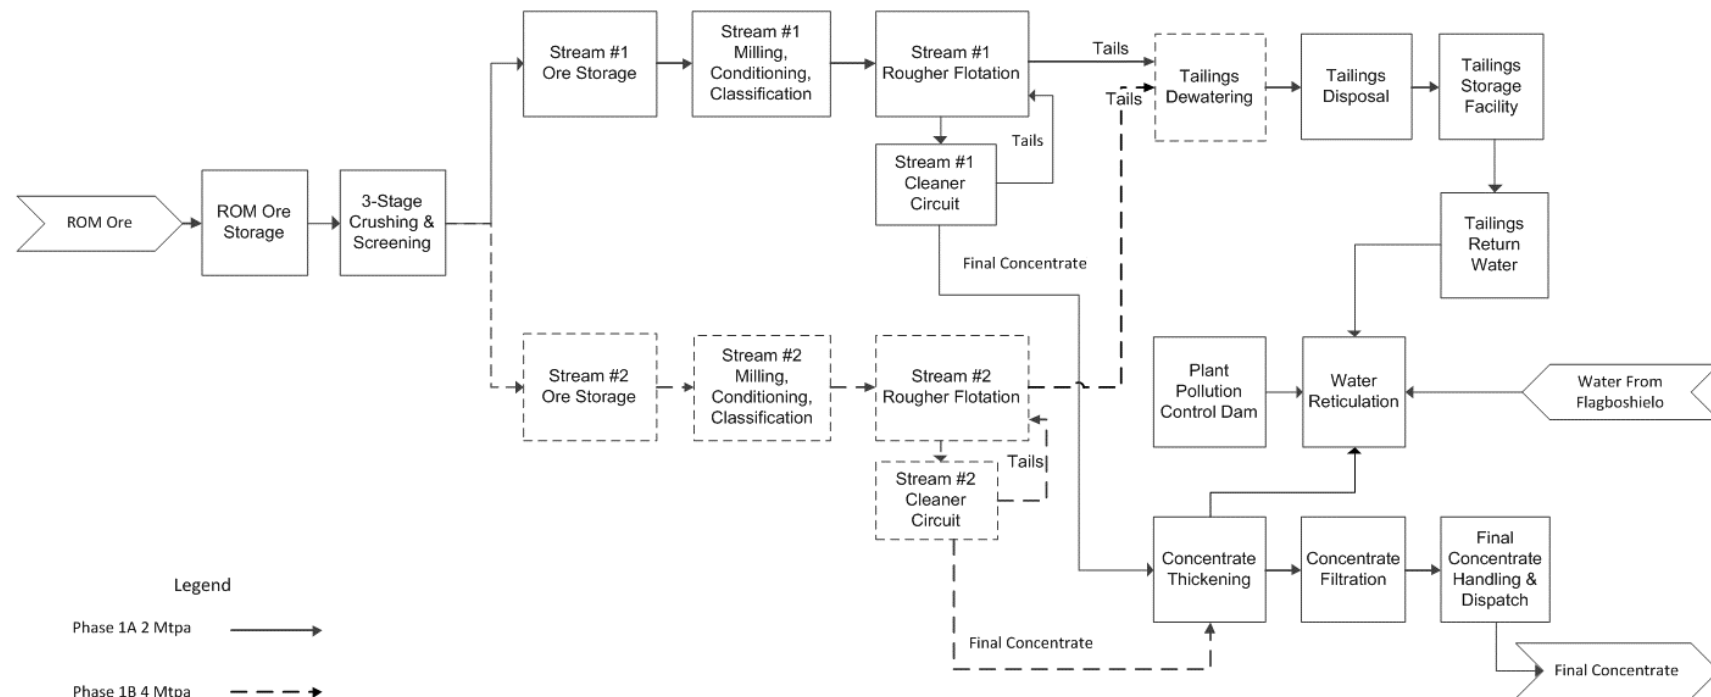 Stream #1
Ore Storage
Stream #1
Milling,
Conditioning,
Classification
Stream #1
Rougher Flotation
Tails
Tails
Tailings
Dewatering
Tailings
Disposal
Tailings
Storage
Facility
Tails
Stream #1
Cleaner
Circuit
ROM Ore
ROM Ore
Storage
3-Stage
Crushing &
Screening
Final Concentrate
Tailings
Return
Water
Stream #2
Ore Storage
Stream #2
Milling,
Conditioning,
Classification
Stream #2
Rougher Flotation
Plant
Pollution
Control Dam
Water
Reticulation
Water From
Flagboshielo
Tails
Stream #2
Cleaner
Circuit
Concentrate
Thickening
Concentrate
Filtration
Final
Concentrate
Handling &
Dispatch
Final Concentrate
Final Concentrate
Legend
Phase 1A 2 Mtpa
Phase 1B 4 Mtpa